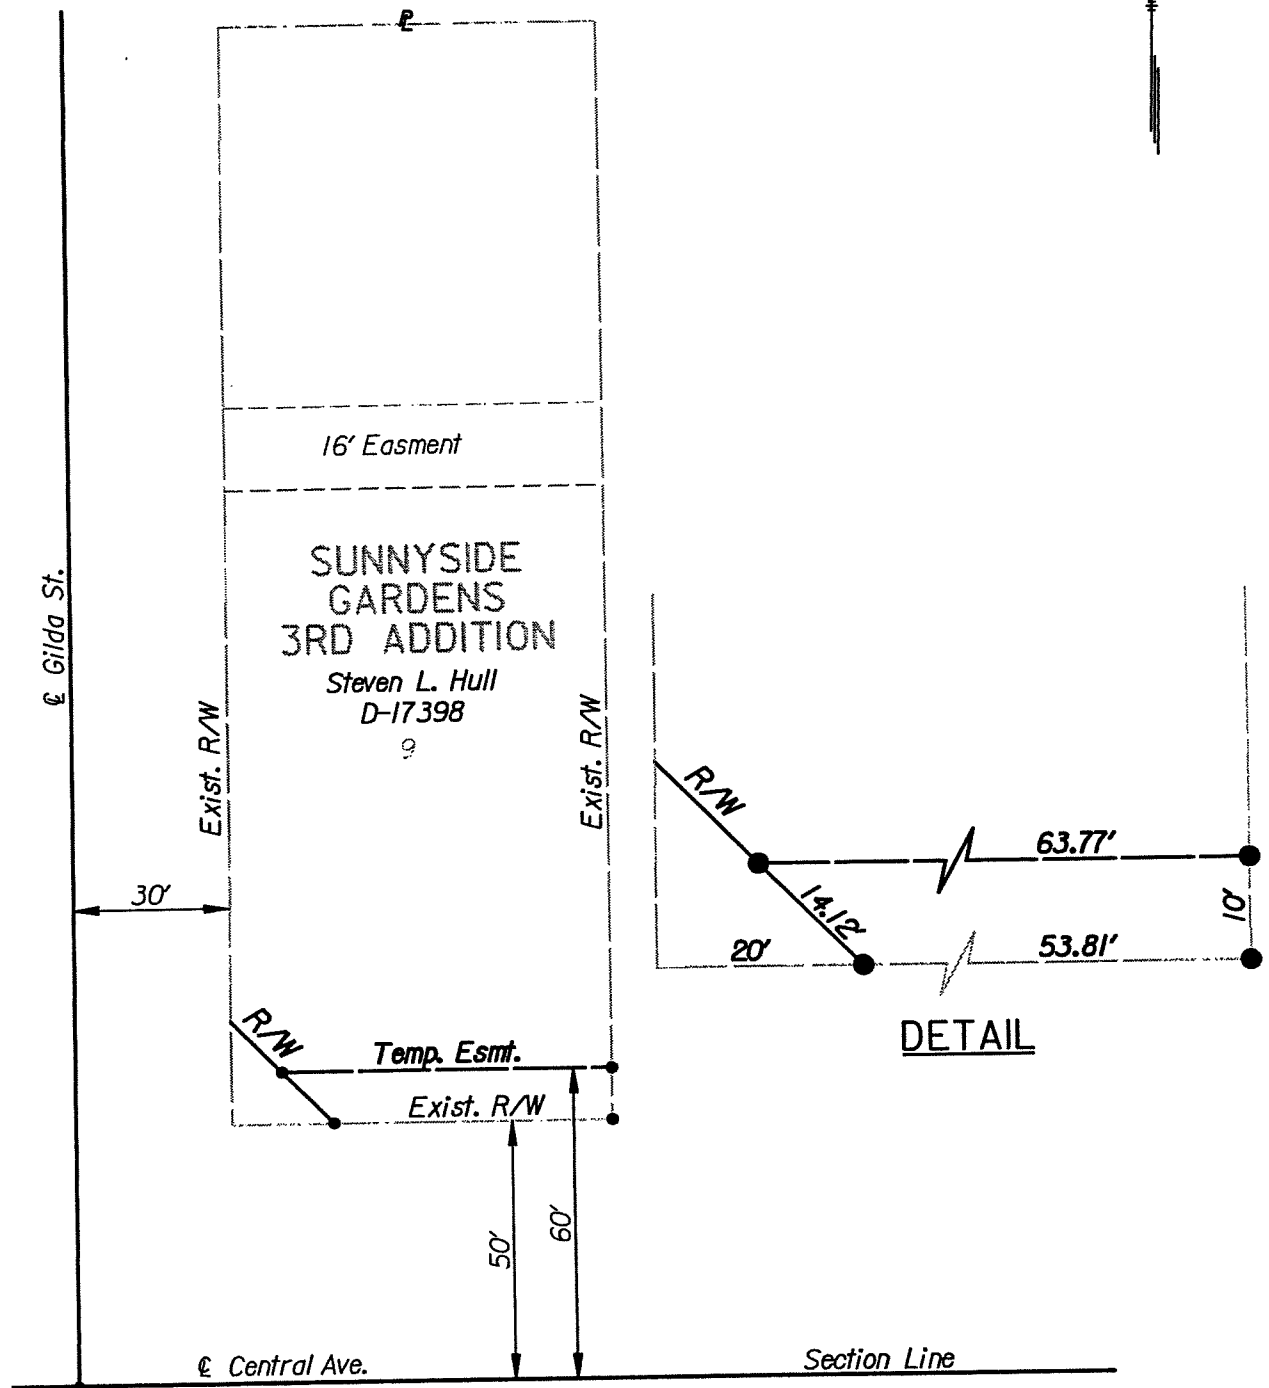 ℄ Gilda St.
16' Easment
SUNNYSIDE
GARDENS
3RD ADDITION
Steven L. Hull
D-17398
9
Exist. R/W
Exist. R/W
30'
R/W
Temp. Esmt.
Exist. R/W
50'
60'
℄ Central Ave.
Section Line
R/W
63.77'
14.12'
10'
20'
53.81'
DETAIL